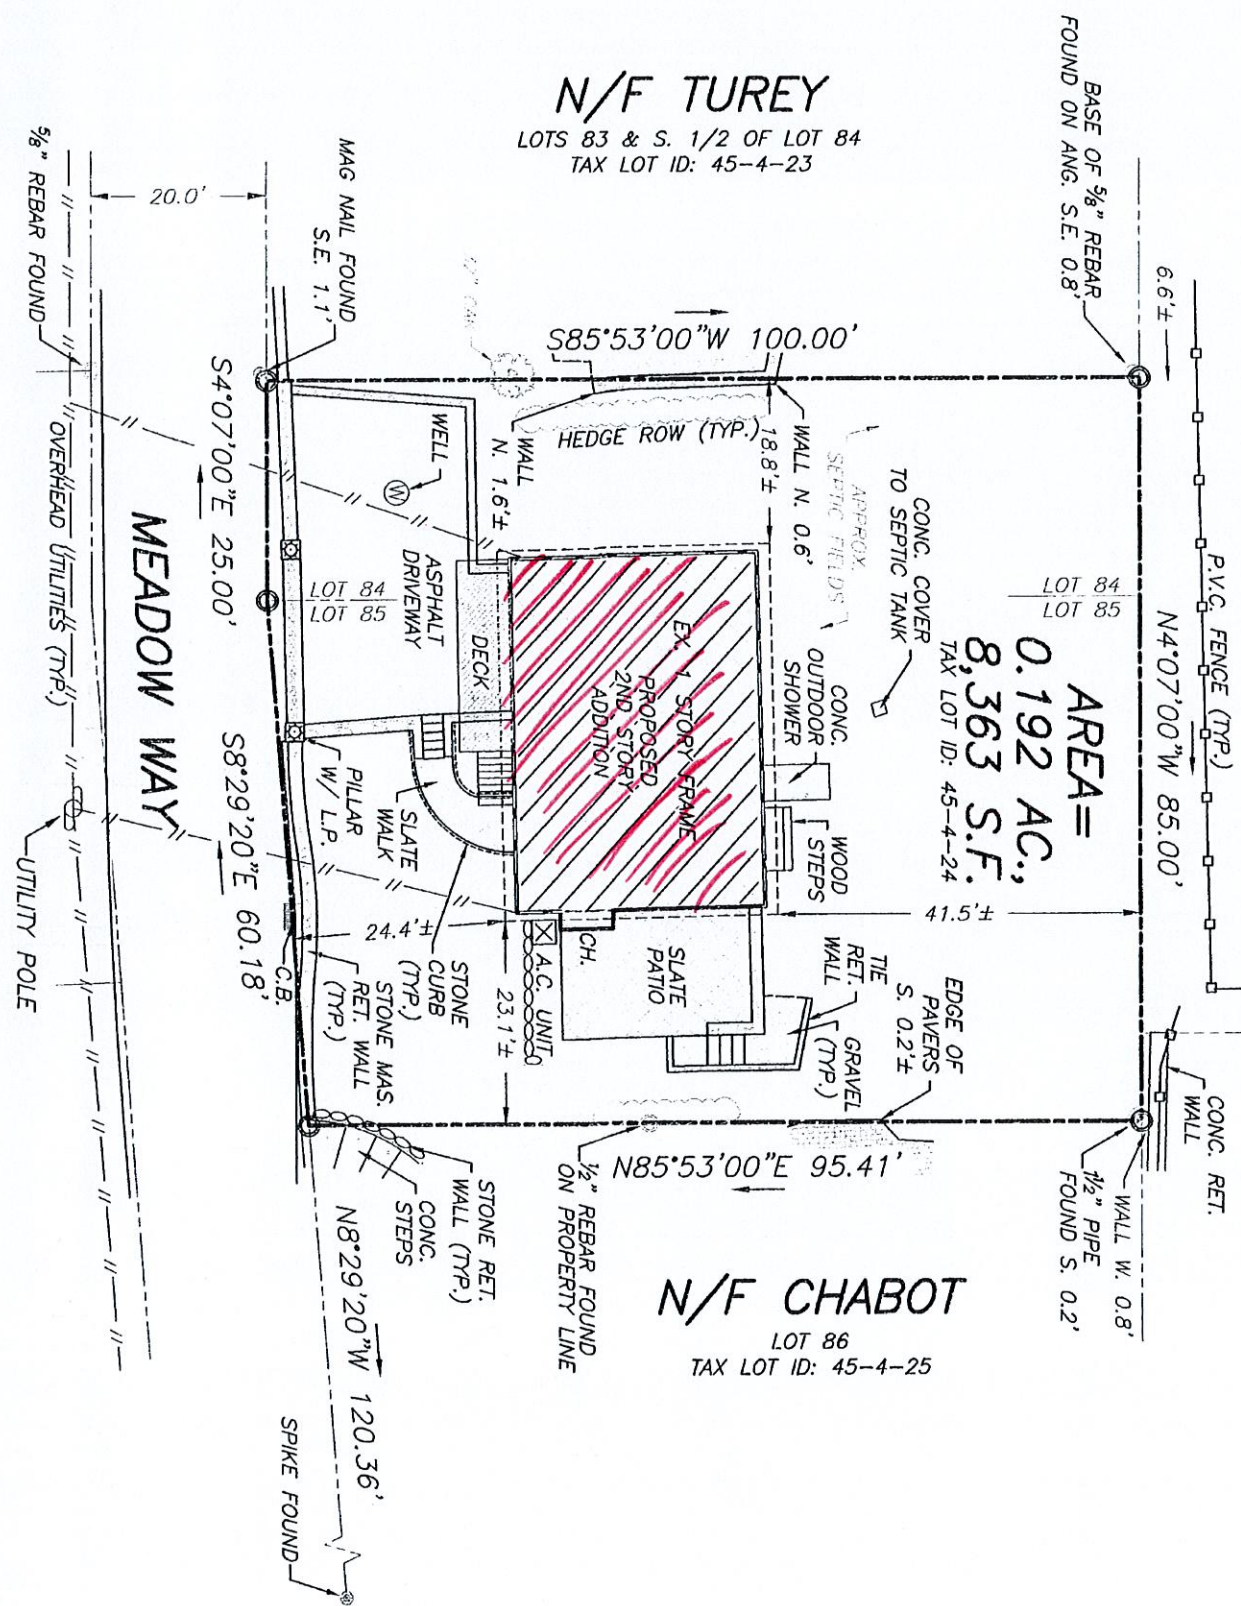 N/F TUREY
LOTS 83 & S. 1/2 OF LOT 84
TAX LOT ID: 45-4-23
BASE OF 5/8" REBAR
FOUND ON ANG. S.E. 0.8'
6.6'±
P.V.C. FENCE (TYP.)
MAG NAIL FOUND
S.E. 1.1'
20.0'
5/8" REBAR FOUND
S85°53'00"W 100.00'
HEDGE ROW (TYP.)
WALL
N. 1.6'±
18.8'±
WALL N. 0.6'
APPROX.
SEPTIC FIELDS
CONC. COVER
TO SEPTIC TANK
WELL
W
S4°07'00"E 25.00'
OVERHEAD UTILITIES (TYP.)
MEADOW WAY
LOT 84
LOT 85
ASPHALT
DRIVEWAY
DECK
EX. 1 STORY FRAME
PROPOSED
2ND STORY
ADDITION
CONC.
OUTDOOR
SHOWER
LOT 84
LOT 85
AREA=
0.192 AC.,
8,363 S.F.
TAX LOT ID: 45-4-24
N4°07'00"W 85.00'
WOOD
STEPS
41.5'±
S8°29'20"E 60.18'
PILLAR
W/ L.P.
SLATE
WALK
24.4'±
STONE
CURB
(TYP.)
C.B.
STONE MAS.
RET. WALL
(TYP.)
UTILITY POLE
A.C. UNIT
CH.
23.1'±
SLATE
PATIO
TIE
RET.
WALL
GRAVEL
(TYP.)
EDGE OF
PAVERS
S. 0.2'±
CONC. RET.
WALL
WALL W. 0.8'
1/2" PIPE
FOUND S. 0.2'
N85°53'00"E 95.41'
1/2" REBAR FOUND
ON PROPERTY LINE
STONE RET.
WALL (TYP.)
CONC.
STEPS
N8°29'20"W 120.36'
SPIKE FOUND
N/F CHABOT
LOT 86
TAX LOT ID: 45-4-25